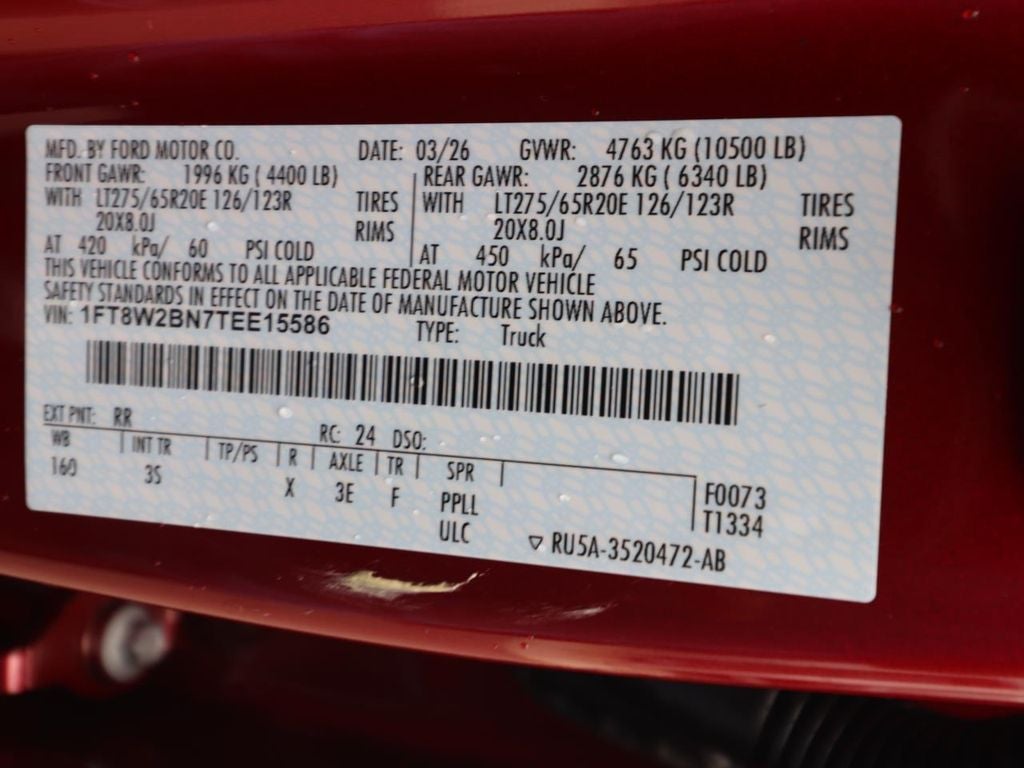 MFD. BY FORD MOTOR CO. DATE: 03/26 GVWR: 4763 KG (10500 LB)
FRONT GAWR: 1996 KG ( 4400 LB) REAR GAWR: 2876 KG ( 6340 LB)
WITH LT275/65R20E 126/123R TIRES WITH LT275/65R20E 126/123R TIRES
20X8.0J RIMS 20X8.0J RIMS
AT 420 kPa/ 60 PSI COLD AT 450 kPa/ 65 PSI COLD
THIS VEHICLE CONFORMS TO ALL APPLICABLE FEDERAL MOTOR VEHICLE
SAFETY STANDARDS IN EFFECT ON THE DATE OF MANUFACTURE SHOWN ABOVE.
VIN: 1FT8W2BN7TEE15586 TYPE: Truck
EXT PNT: RR RC: 24 DSO:
WB INT TR TP/PS R AXLE TR SPR
160 3S X 3E F PPLL F0073
ULC T1334
RU5A-3520472-AB